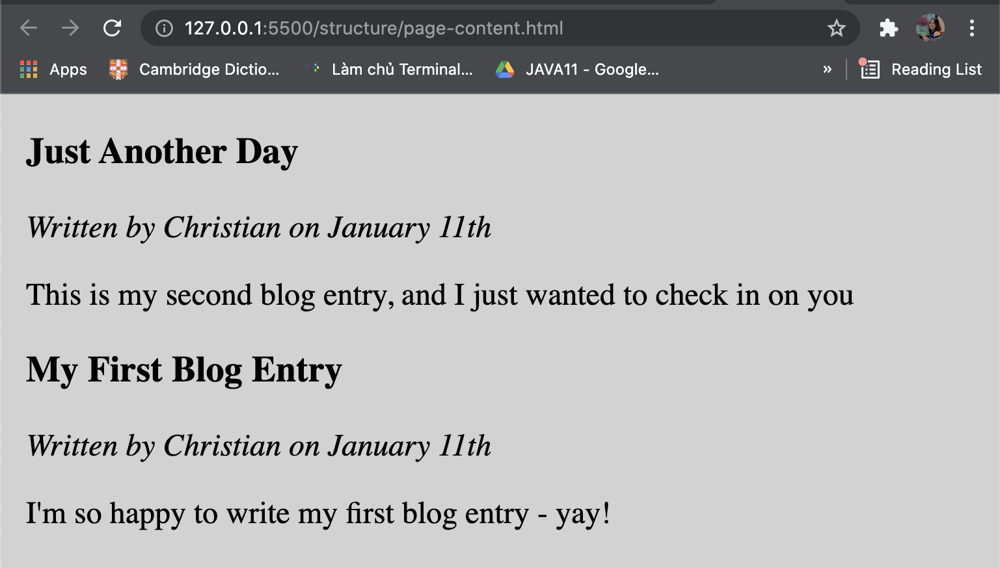 127.0.0.1:5500/structure/page-content.html
Apps Cambridge Dictio... Làm chủ Terminal... JAVA11 - Google... » Reading List
Just Another Day
Written by Christian on January 11th
This is my second blog entry, and I just wanted to check in on you
My First Blog Entry
Written by Christian on January 11th
I'm so happy to write my first blog entry - yay!